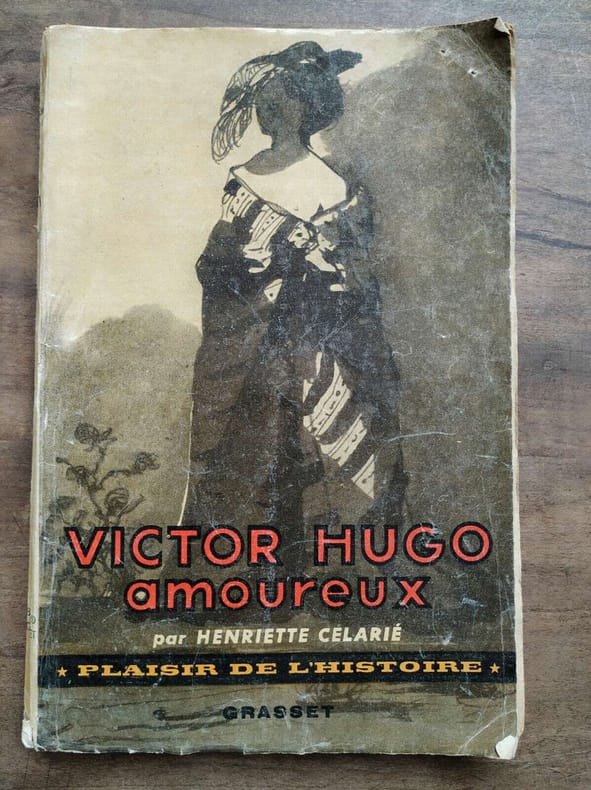 VICTOR HUGO
amoureux
par HENRIETTE CELARIÉ
★ PLAISIR DE L'HISTOIRE ★
GRASSET